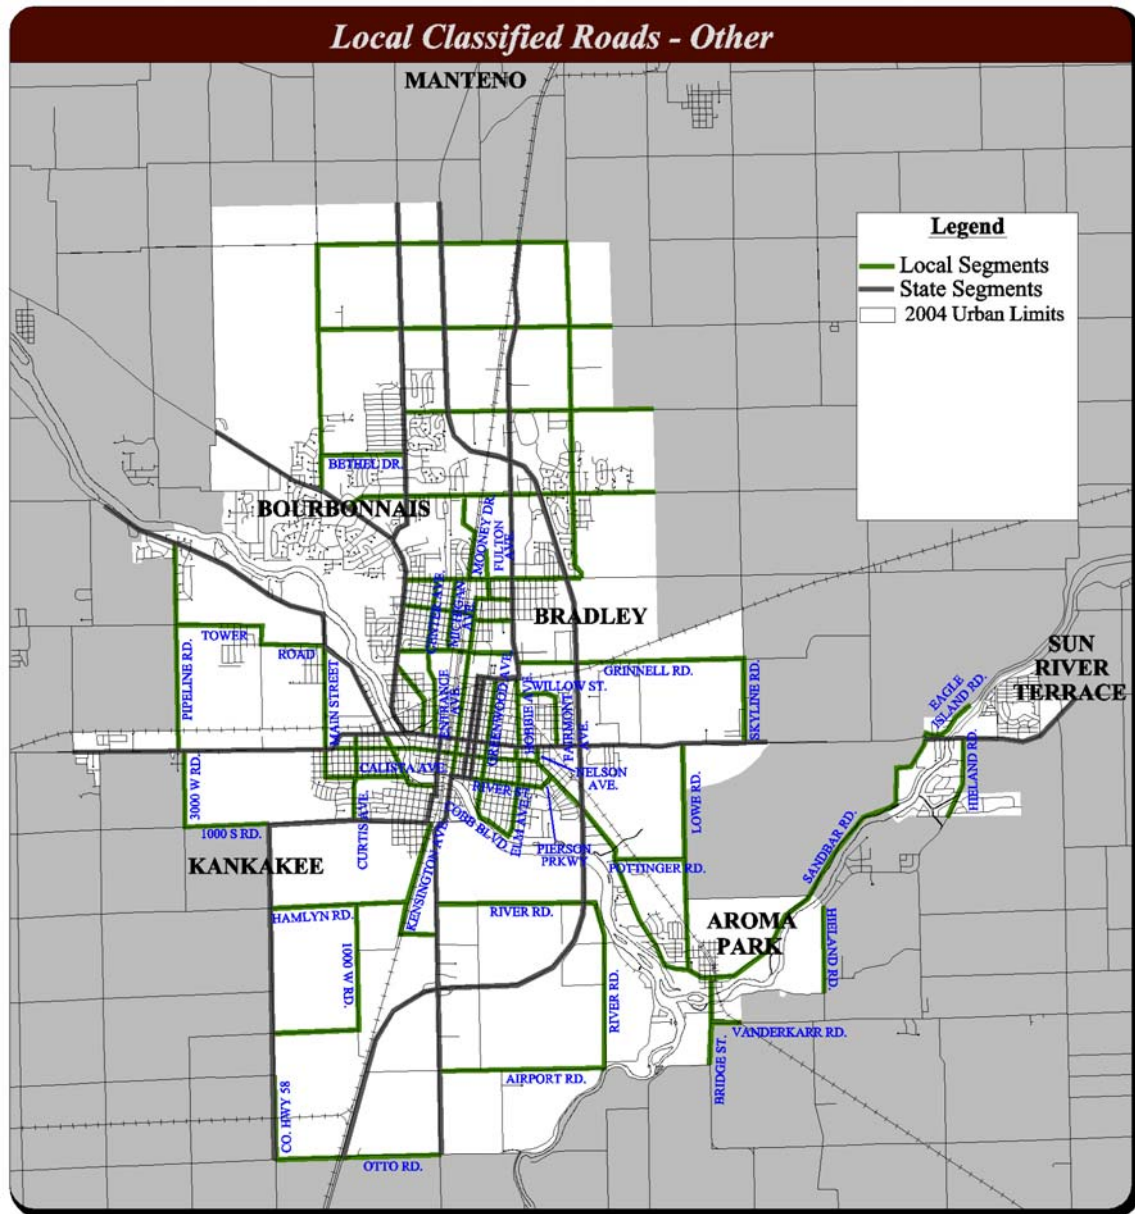 Local Classified Roads - Other
MANTENO
Legend
Local Segments
State Segments
2004 Urban Limits
BETHEL DR.
BOURBONNAIS
MOONEY DR.
FULTON
AVE.
CENTER AVE.
MICHIGAN
AVE.
BRADLEY
TOWER
ROAD
PIPELINE RD.
MAIN STREET
ENTRANCE
AVE.
GREENWOOD AVE.
HOBBIE AVE.
WILLOW ST.
FAIRMONT
AVE.
GRINNELL RD.
SKYLINE RD.
SUN
RIVER
TERRACE
EAGLE
ISLAND RD.
HIELAND RD.
3000 W RD.
1000 S RD.
CALISTA AVE.
CURTIS AVE.
RIVER ST.
COBB BLVD.
ELM AVE.
NELSON
AVE.
PIERSON
PRKWY
LOWE RD.
POTTINGER RD.
SANDBAR RD.
KANKAKEE
KENSINGTON AVE.
HAMLYN RD.
1000 W RD.
RIVER RD.
RIVER RD.
AROMA
PARK
HIELAND RD.
VANDERKARR RD.
BRIDGE ST.
AIRPORT RD.
CO. HWY 58
OTTO RD.